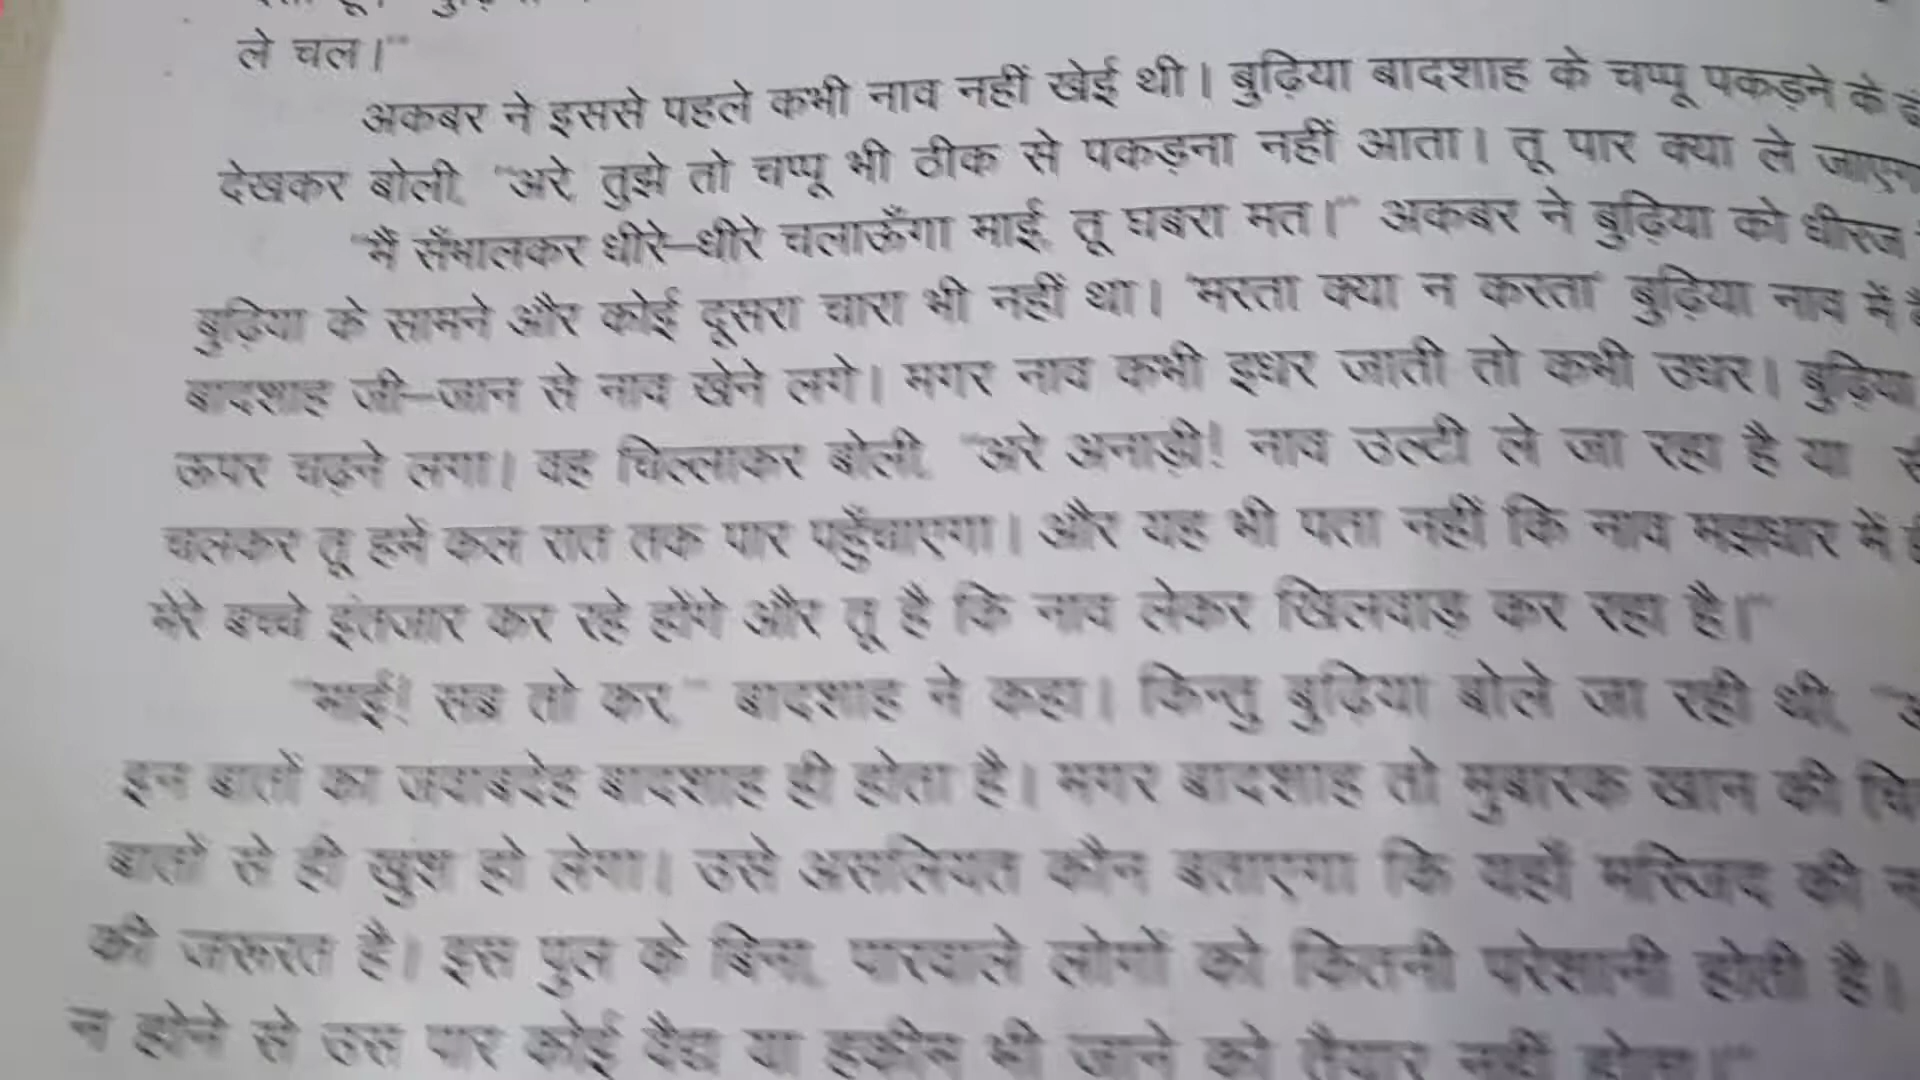 ले चल।"
अकबर ने इससे पहले कभी नाव नहीं खेई थी। बुढ़िया बादशाह के चप्पू पकड़ने के
देखकर बोली, "अरे, तुझे तो चप्पू भी ठीक से पकड़ना नहीं आता। तू पार क्या ले
"मैं सँभालकर धीरे–धीरे चलाऊँगा माई, तू घबरा मत।" अकबर ने बुढ़िया को धीरज
बुढ़िया के सामने और कोई दूसरा चारा भी नहीं था। 'मरता क्या न करता' बुढ़िया नाव में
बादशाह जी–जान से नाव खेने लगे। मगर नाव कभी इधर जाती तो कभी उधर। बुढ़िया
ऊपर चढ़ने लगा। वह चिल्लाकर बोली, "अरे अनाड़ी! नाव उल्टी ले जा रहा है या
चलकर तू हमें कल रात तक पार पहुँचाएगा। और यह भी पता नहीं कि नाव मझधार में
मेरे बच्चे इंतजार कर रहे होंगे और तू है कि नाव लेकर खिलवाड़ कर रहा है।"
"माई! सब्र तो कर," बादशाह ने कहा। किन्तु बुढ़िया बोले जा रही थी,
इन बातों का जवाबदेह बादशाह ही होता है। मगर बादशाह तो मुबारक खान की
बातों से ही खुश हो लेगा। उसे असलियत कौन बताएगा कि यहाँ मस्जिद की
की जरूरत है। इस पुल के बिना, पारवाले लोगों को कितनी परेशानी होती है।
न होने से उस पार कोई वैद्य या हकीम भी जाने को तैयार नहीं होता।"